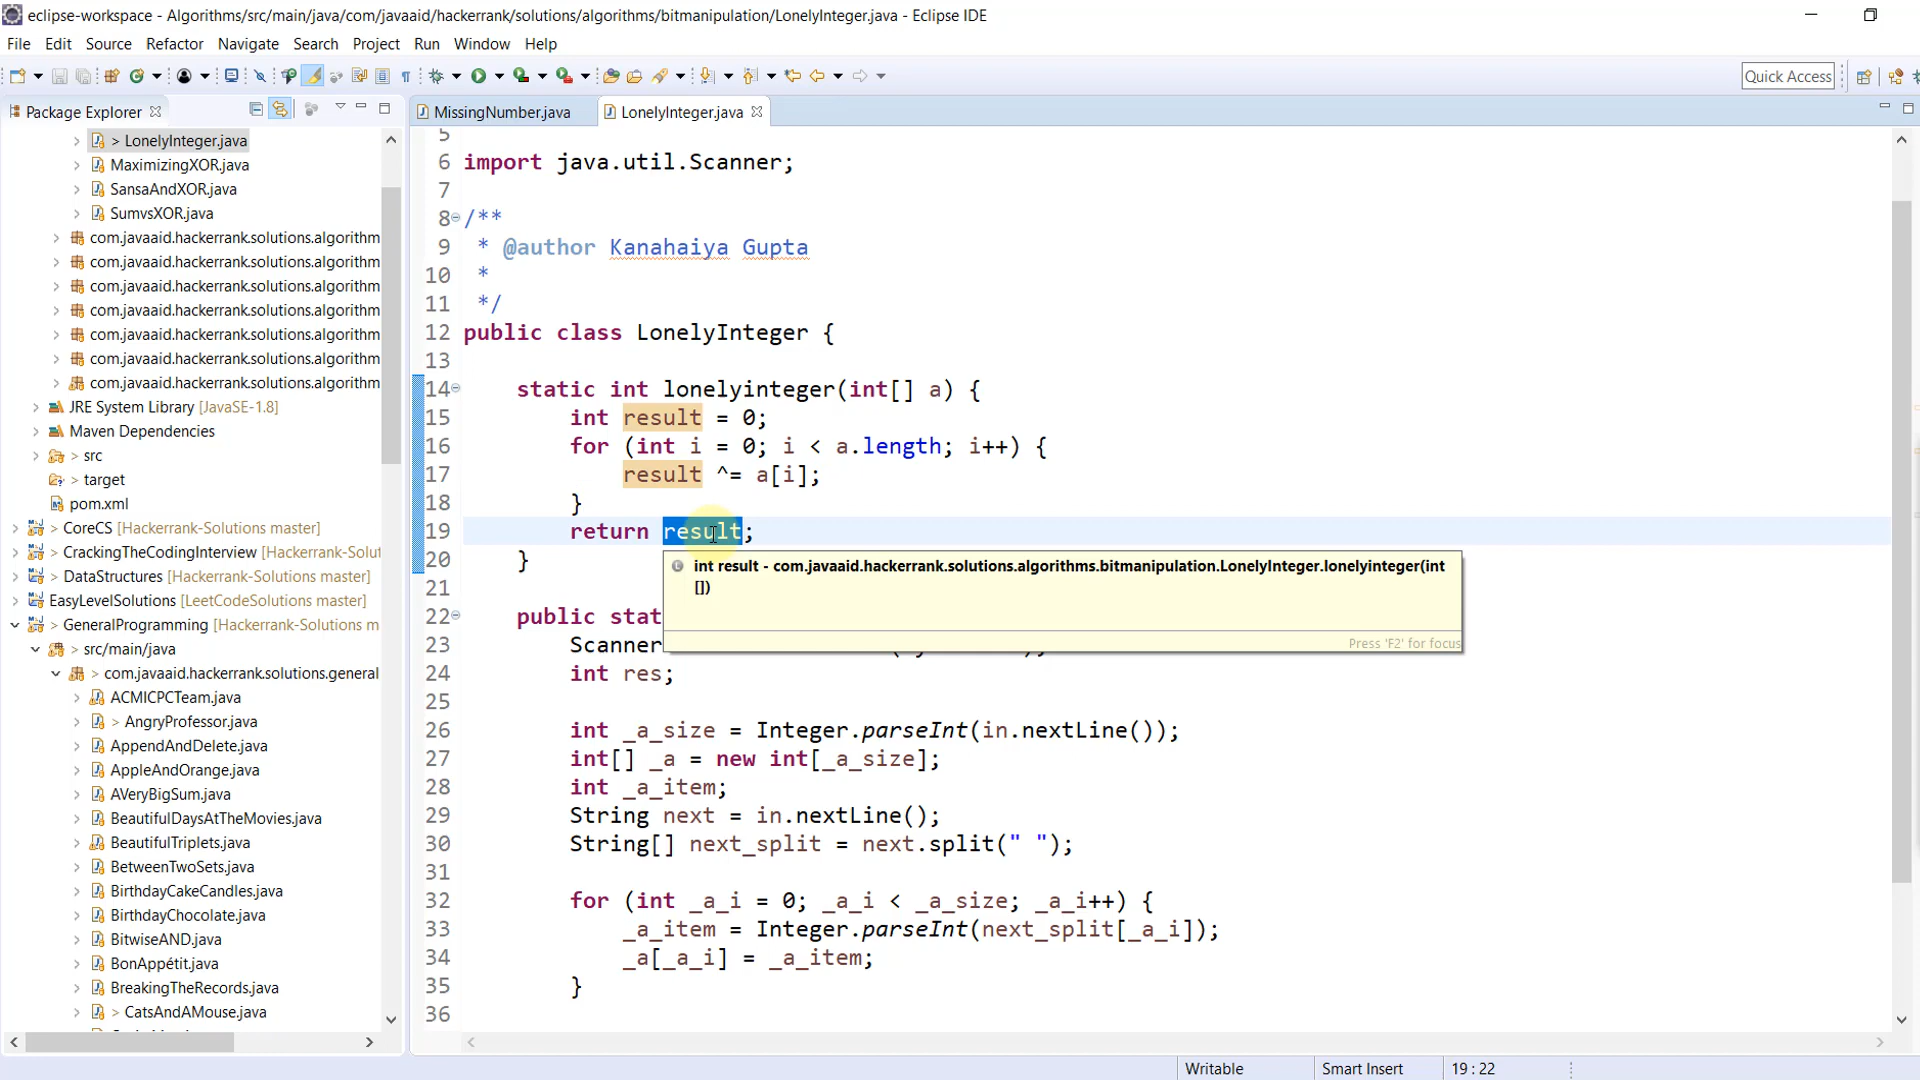 eclipse-workspace - Algorithms/src/main/java/com/javaaid/hackerrank/solutions/algorithms/bitmanipulation/LonelyInteger.java - Eclipse IDE
File Edit Source Refactor Navigate Search Project Run Window Help
Quick Access
Package Explorer
> LonelyInteger.java
MaximizingXOR.java
SansaAndXOR.java
SumvsXOR.java
com.javaaid.hackerrank.solutions.algorithm
com.javaaid.hackerrank.solutions.algorithm
com.javaaid.hackerrank.solutions.algorithm
com.javaaid.hackerrank.solutions.algorithm
com.javaaid.hackerrank.solutions.algorithm
com.javaaid.hackerrank.solutions.algorithm
com.javaaid.hackerrank.solutions.algorithm
JRE System Library [JavaSE-1.8]
Maven Dependencies
> src
> target
pom.xml
> CoreCS [Hackerrank-Solutions master]
> CrackingTheCodingInterview [Hackerrank-Solut
> DataStructures [Hackerrank-Solutions master]
EasyLevelSolutions [LeetCodeSolutions master]
> GeneralProgramming [Hackerrank-Solutions m
> src/main/java
> com.javaaid.hackerrank.solutions.general
ACMICPCTeam.java
> AngryProfessor.java
AppendAndDelete.java
AppleAndOrange.java
AVeryBigSum.java
BeautifulDaysAtTheMovies.java
BeautifulTriplets.java
BetweenTwoSets.java
BirthdayCakeCandles.java
BirthdayChocolate.java
BitwiseAND.java
BonAppétit.java
BreakingTheRecords.java
> CatsAndAMouse.java
MissingNumber.java LonelyInteger.java
5
6 import java.util.Scanner;
7
8 /**
9 * @author Kanahaiya Gupta
10 *
11 */
12 public class LonelyInteger {
13
14 static int lonelyinteger(int[] a) {
15 int result = 0;
16 for (int i = 0; i < a.length; i++) {
17 result ^= a[i];
18 }
19 return result;
20 }
int result - com.javaaid.hackerrank.solutions.algorithms.bitmanipulation.LonelyInteger.lonelyinteger(int
[])
Press 'F2' for focus
21
22 public stat
23 Scanner
24 int res;
25
26 int _a_size = Integer.parseInt(in.nextLine());
27 int[] _a = new int[_a_size];
28 int _a_item;
29 String next = in.nextLine();
30 String[] next_split = next.split(" ");
31
32 for (int _a_i = 0; _a_i < _a_size; _a_i++) {
33 _a_item = Integer.parseInt(next_split[_a_i]);
34 _a[_a_i] = _a_item;
35 }
36
Writable Smart Insert 19 : 22